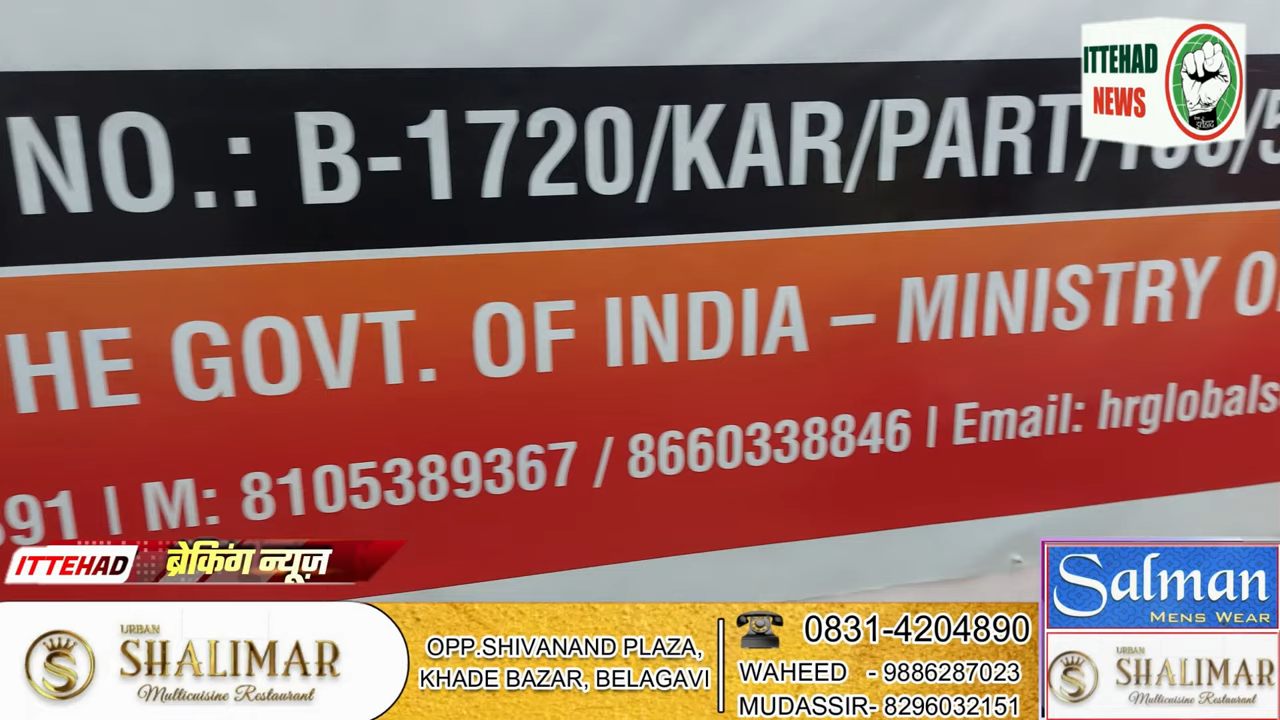 ITTEHAD
NEWS
NO.: B-1720/KAR/PART/
HE GOVT. OF INDIA – MINISTRY
91 | M: 8105389367 / 8660338846 | Email: hrglobals
ITTEHAD ब्रेकिंग न्यूज़
URBAN
SHALIMAR
Multicuisine Restaurant
OPP.SHIVANAND PLAZA,
KHADE BAZAR, BELAGAVI
0831-4204890
WAHEED - 9886287023
MUDASSIR- 8296032151
Salman
MENS WEAR
URBAN
SHALIMAR
Multicuisine Restaurant